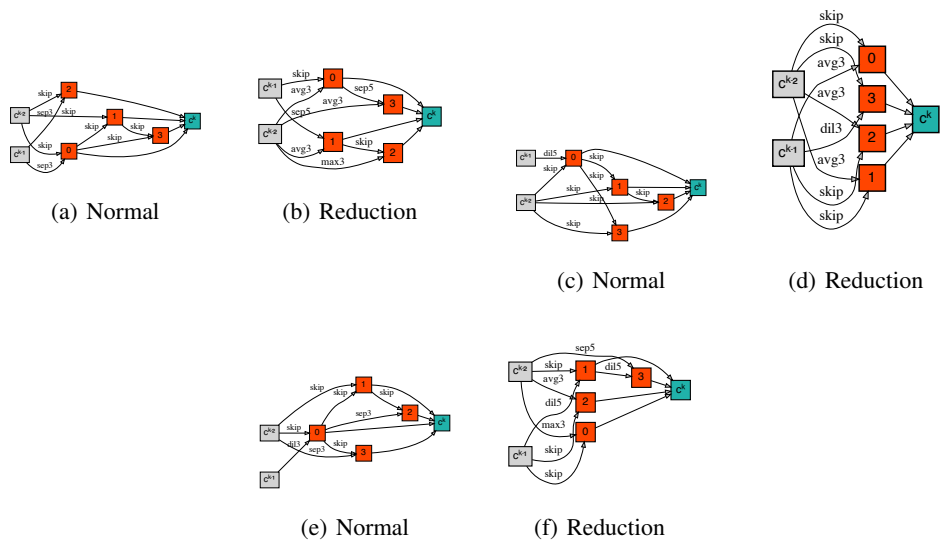 skip
c^k-2
sep3
skip
skip
c^k-1
sep3
2
1
0
skip
skip
3
c^k
(a) Normal
c^k-1
skip
avg3
0
sep5
avg3
3
sep5
c^k
c^k-2
avg3
1
skip
2
max3
(b) Reduction
c^k-1
dil5
0
skip
skip
skip
c^k-2
skip
1
skip
c^k
skip
2
skip
skip
3
(c) Normal
skip
skip
c^k-2
avg3
0
avg3
3
c^k
dil3
2
c^k-1
avg3
1
skip
skip
(d) Reduction
skip
1
skip
skip
sep3
2
c^k-2
skip
0
c^k
dil3
skip
sep3
3
c^k-1
(e) Normal
sep5
c^k-2
skip
1
dil5
3
avg3
c^k
dil5
2
max3
0
c^k-1
skip
skip
(f) Reduction